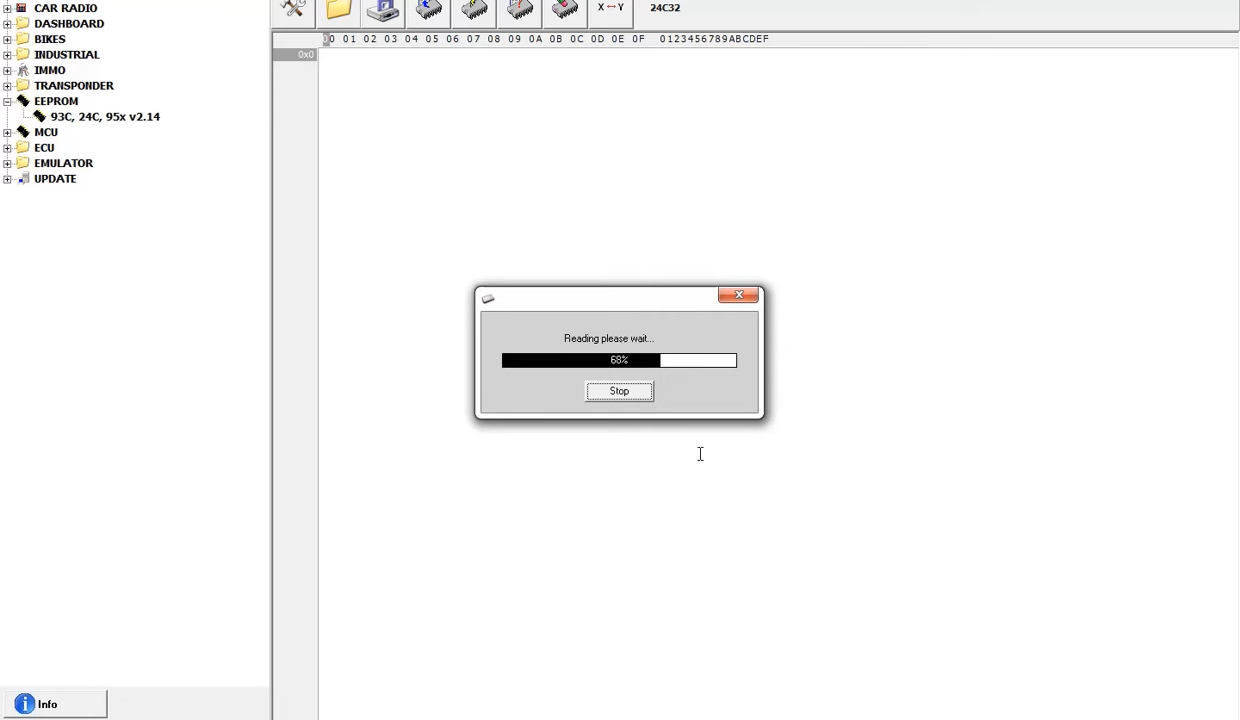 CAR RADIO
DASHBOARD
BIKES
INDUSTRIAL
IMMO
TRANSPONDER
EEPROM
93C, 24C, 95x v2.14
MCU
ECU
EMULATOR
UPDATE
Info
X↔Y
24C32
00 01 02 03 04 05 06 07 08 09 0A 0B 0C 0D 0E 0F 0123456789ABCDEF
0x0
Reading please wait...
68%
Stop